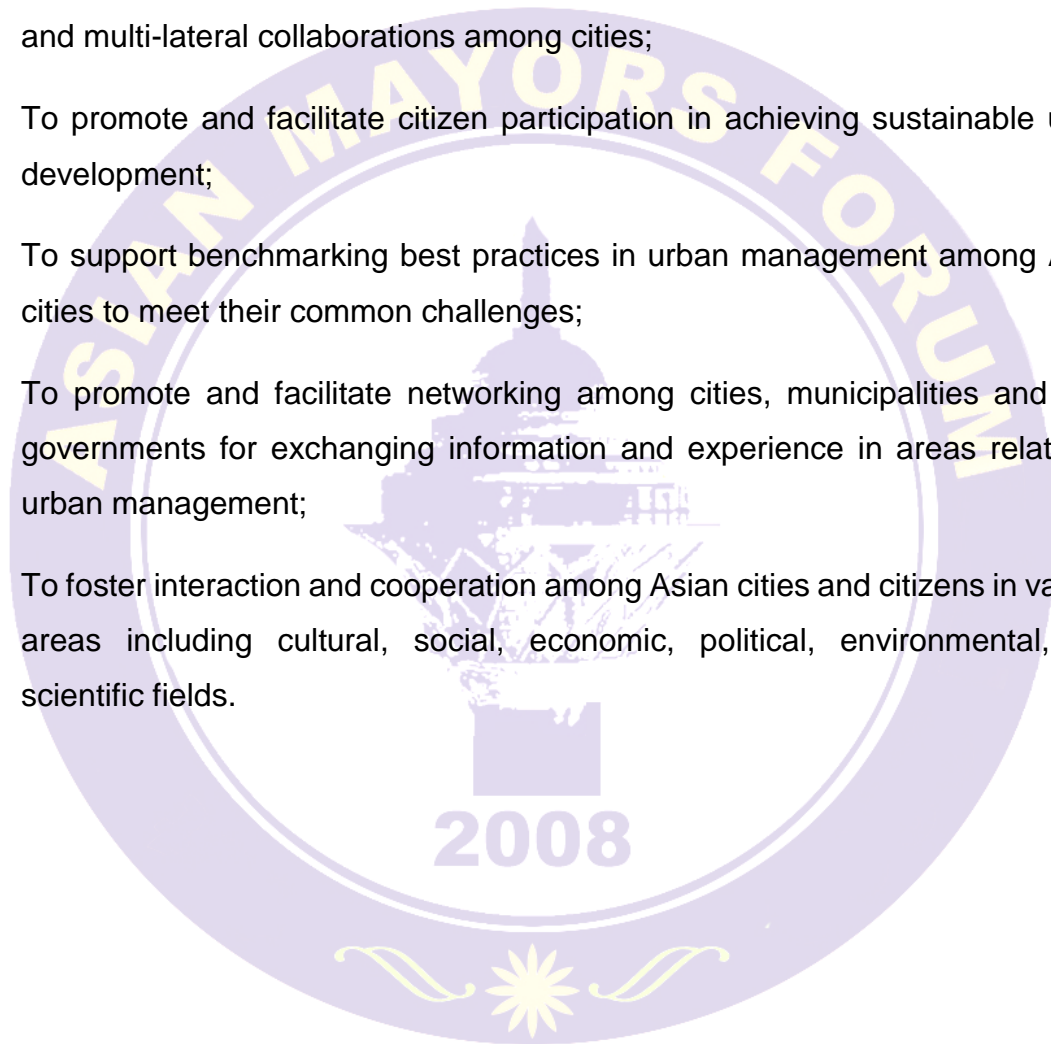 and multi-lateral collaborations among cities;
To promote and facilitate citizen participation in achieving sustainable
development;
To support benchmarking best practices in urban management among
cities to meet their common challenges;
To promote and facilitate networking among cities, municipalities and
governments for exchanging information and experience in areas
urban management;
To foster interaction and cooperation among Asian cities and citizens in
areas including cultural, social, economic, political, environmental,
scientific fields.
ASIAN MAYORS FORUM
2008